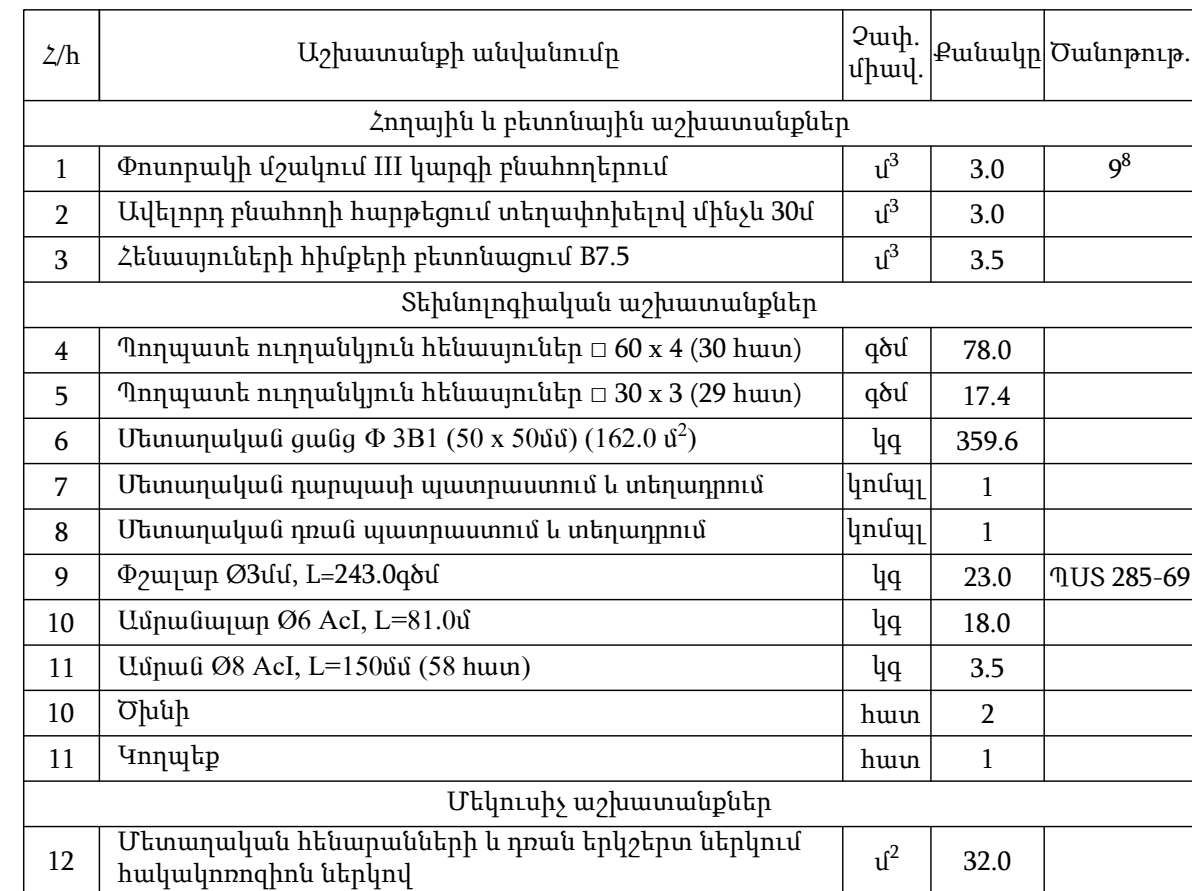 Հ/հ Աշխատանքի անվանումը Չափ. միավ. Քանակը Ծանոթութ.
Հողային և բետոնային աշխատանքներ
1 Փոսորակի մշակում III կարգի բնահողերում մ³ 3.0 9⁸
2 Ավելորդ բնահողի հարթեցում տեղափոխելով մինչև 30մ մ³ 3.0
3 Հենասյուների հիմքերի բետոնացում B7.5 մ³ 3.5
Տեխնոլոգիական աշխատանքներ
4 Պողպատե ուղղանկյուն հենասյուներ □ 60 x 4 (30 հատ) գծմ 78.0
5 Պողպատե ուղղանկյուն հենասյուներ □ 30 x 3 (29 հատ) գծմ 17.4
6 Մետաղական ցանց Φ 3B1 (50 x 50մմ) (162.0 մ²) կգ 359.6
7 Մետաղական դարպասի պատրաստում և տեղադրում կոմպլ 1
8 Մետաղական դռան պատրաստում և տեղադրում կոմպլ 1
9 Փշալար Ø3մմ, L=243.0գծմ կգ 23.0 ՊՍՏ 285-69
10 Ամրանալար Ø6 AcI, L=81.0մ կգ 18.0
11 Ամրան Ø8 AcI, L=150մմ (58 հատ) կգ 3.5
10 Ծխնի հատ 2
11 Կողպեք հատ 1
Մեկուսիչ աշխատանքներ
12 Մետաղական հենարանների և դռան երկշերտ ներկում
հակակոռոզիոն ներկով մ² 32.0